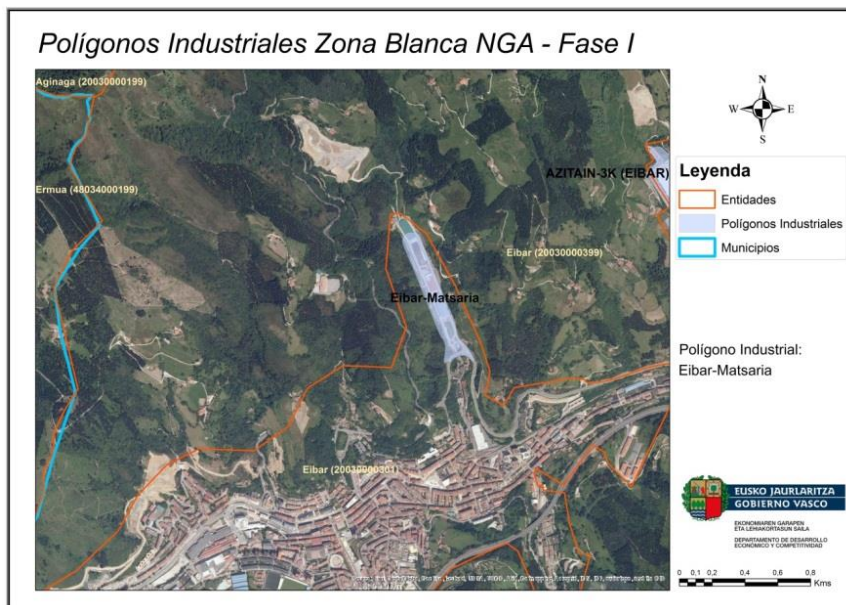 Polígonos Industriales Zona Blanca NGA - Fase I
Aginaga (20030000199)
Ermua (48034000199)
AZITAIN-3K (EIBAR)
Eibar (20030000399)
Eibar-Matsaria
Eibar (20030000301)
N
W E
S
Leyenda
Entidades
Polígonos Industriales
Municipios
Polígono Industrial:
Eibar-Matsaria
EUSKO JAURLARITZA
GOBIERNO VASCO
EKONOMIAREN GARAPEN
ETA LEHIAKORTASUN SAILA
DEPARTAMENTO DE DESARROLLO
ECONÓMICO Y COMPETITIVIDAD
0 0,1 0,2 0,4 0,6 0,8
Kms